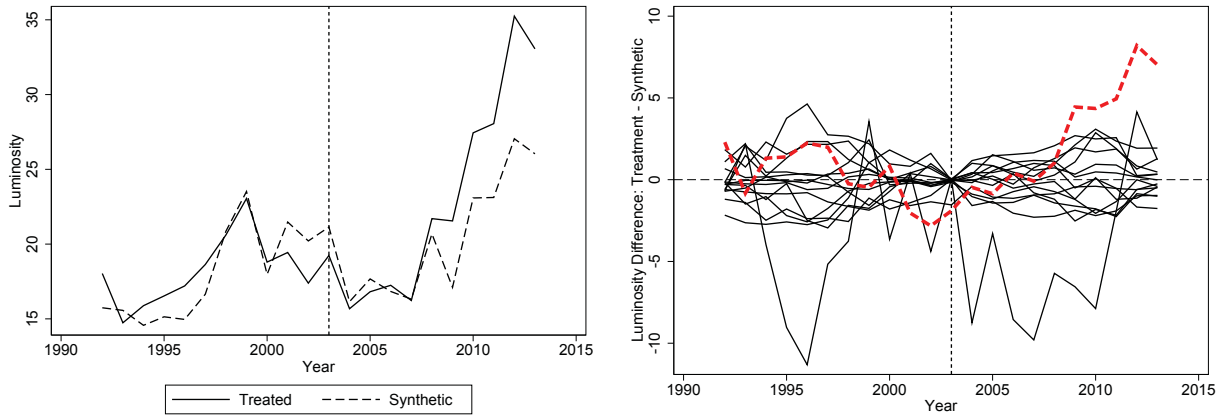 Luminosity
35
30
25
20
15
1990 1995 2000 2005 2010 2015
Year
Treated Synthetic
Luminosity Difference: Treatment - Synthetic
10
5
0
-5
-10
1990 1995 2000 2005 2010 2015
Year